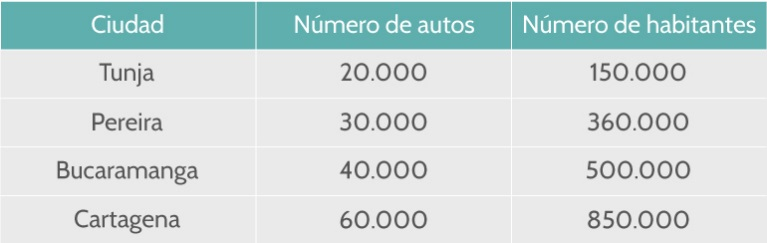 Ciudad Número de autos Número de habitantes
Tunja 20.000 150.000
Pereira 30.000 360.000
Bucaramanga 40.000 500.000
Cartagena 60.000 850.000